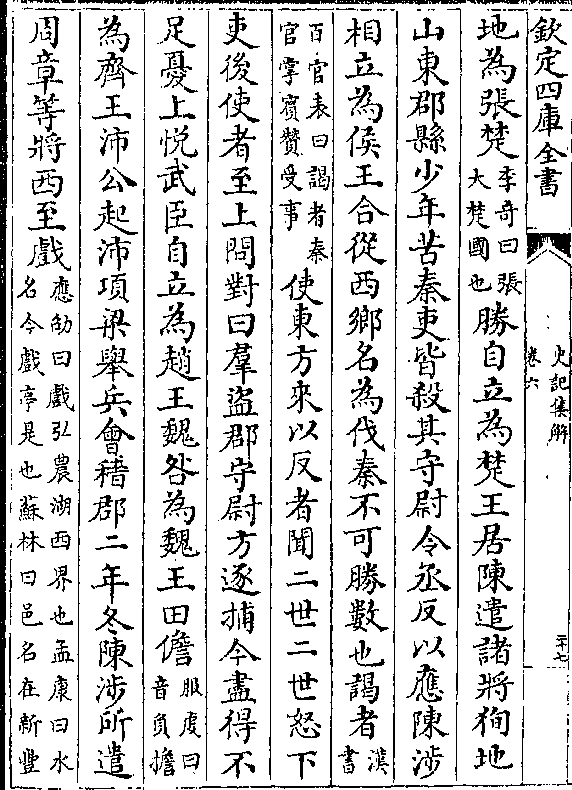 欽定四庫全書
史記集解
卷六
二十七
地為張楚李奇曰張大楚國也勝自立為楚王居陳遣諸將狥地
山東郡縣少年苦秦吏皆殺其守尉令丞反以應陳涉
相立為侯王合從西鄉名為伐秦不可勝數也謁者漢書
百官表曰謁者秦官掌賓贊受事使東方來以反者聞二世二世怒下
吏後使者至上問對曰羣盜郡守尉方逐捕今盡得不
足憂上悅武臣自立為趙王魏咎為魏王田儋服虔曰音負擔
為齊王沛公起沛項梁舉兵會稽郡二年冬陳涉所遣
周章等將西至戲應劭曰戲弘農湖西界也孟康曰水名今戲亭是也蘇林曰邑名在新豐